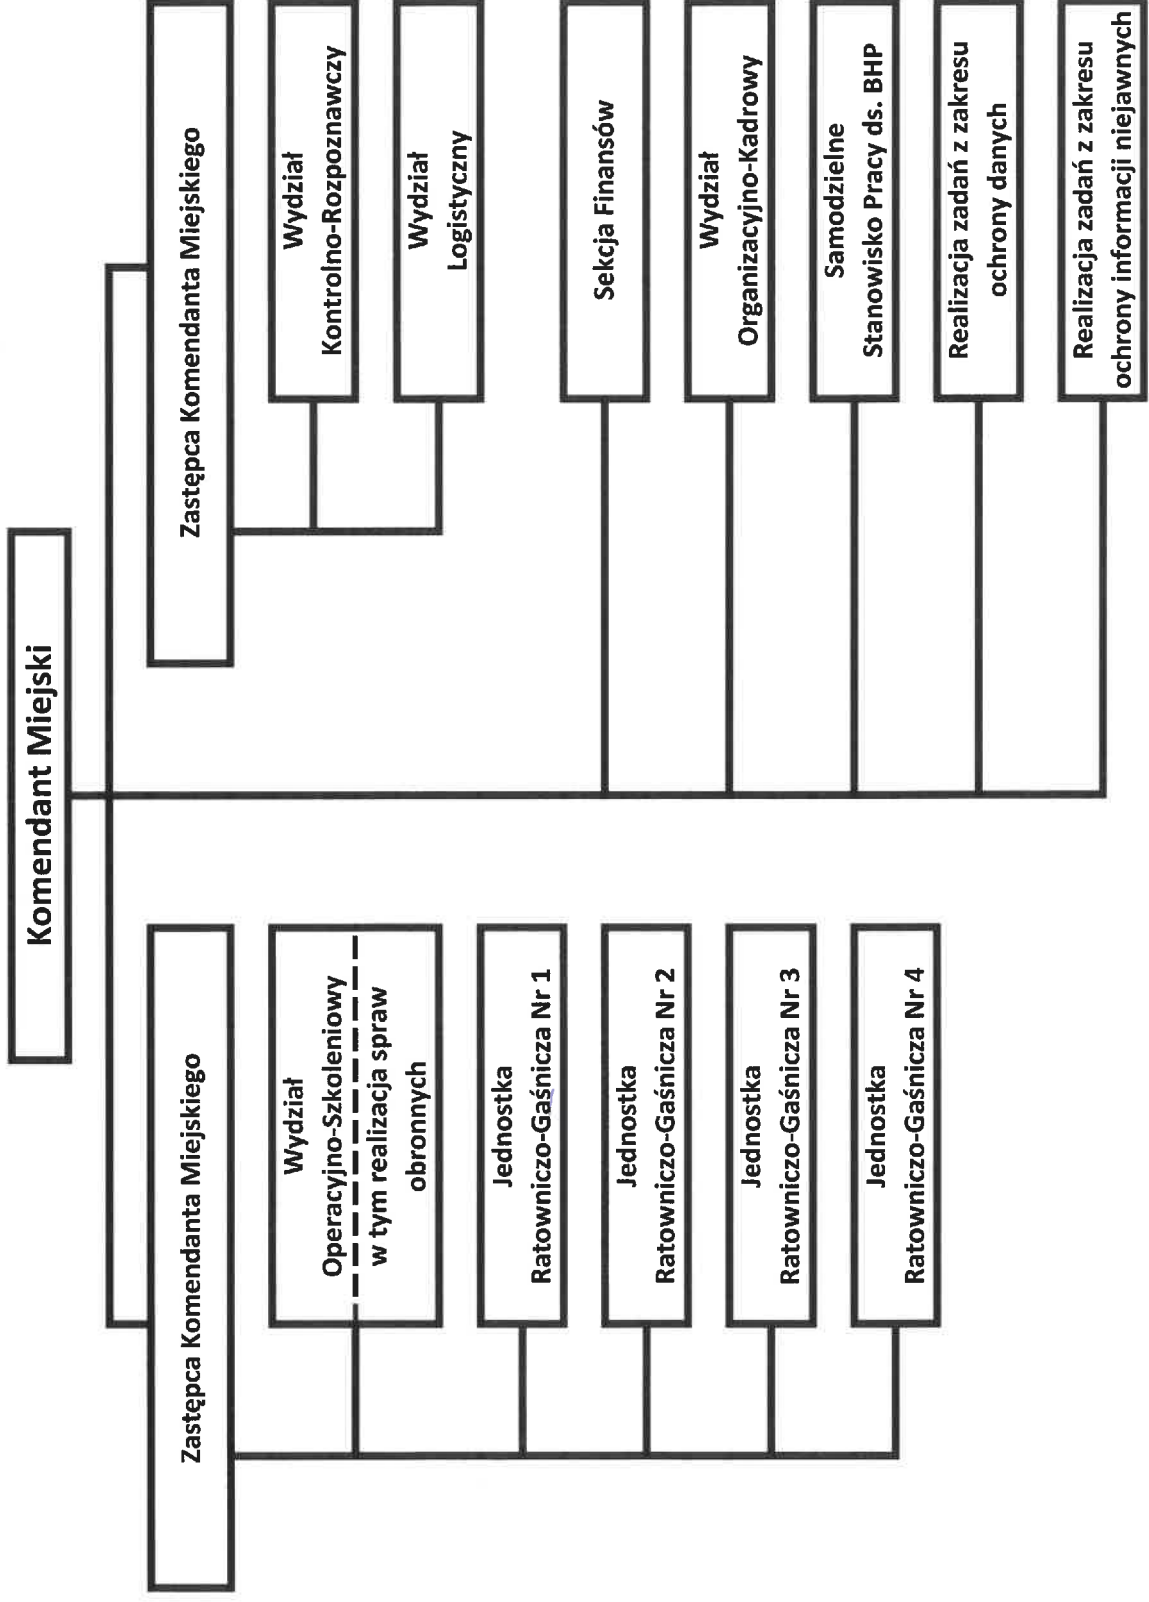 Komendant Miejski
Zastępca Komendanta Miejskiego
Wydział
Operacyjno-Szkoleniowy
w tym realizacja spraw
obronnych
Jednostka
Ratowniczo-Gaśnicza Nr 1
Jednostka
Ratowniczo-Gaśnicza Nr 2
Jednostka
Ratowniczo-Gaśnicza Nr 3
Jednostka
Ratowniczo-Gaśnicza Nr 4
Zastępca Komendanta Miejskiego
Wydział
Kontrolno-Rozpoznawczy
Wydział
Logistyczny
Sekcja Finansów
Wydział
Organizacyjno-Kadrowy
Samodzielne
Stanowisko Pracy ds. BHP
Realizacja zadań z zakresu
ochrony danych
Realizacja zadań z zakresu
ochrony informacji niejawnych